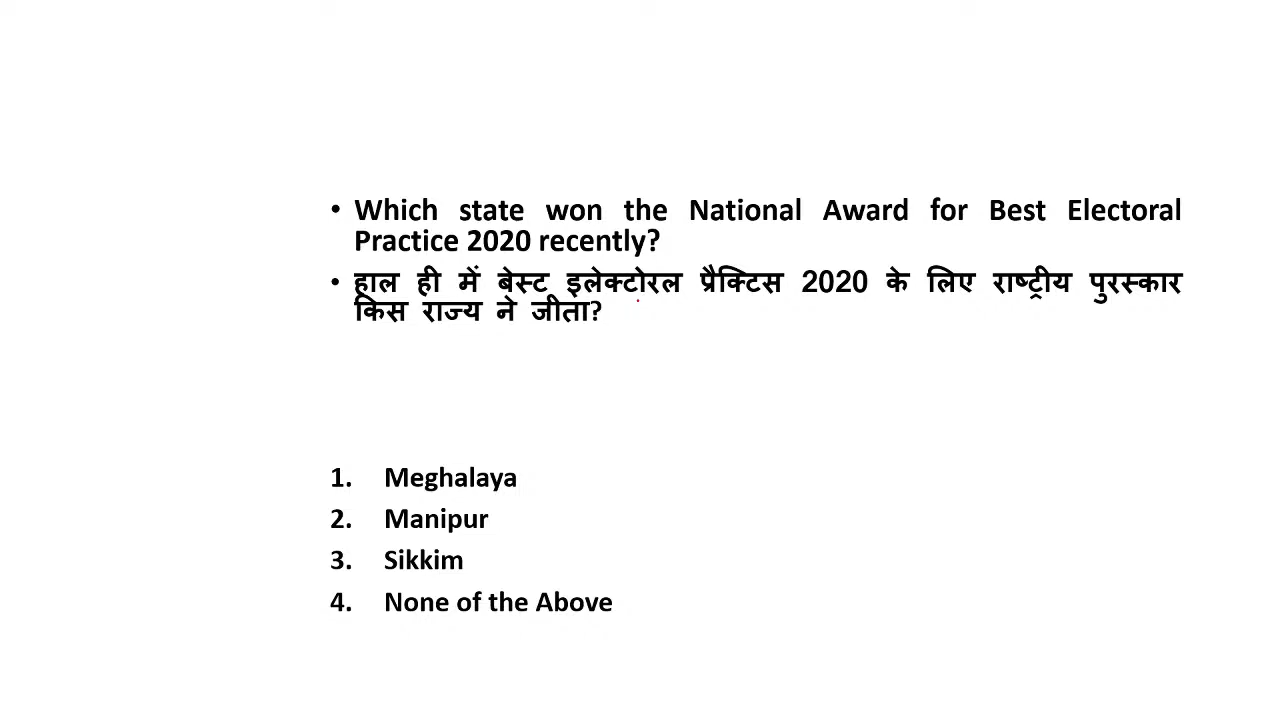 • Which state won the National Award for Best Electoral
Practice 2020 recently?
• हाल ही में बेस्ट इलेक्टोरल प्रैक्टिस 2020 के लिए राष्ट्रीय पुरस्कार
किस राज्य ने जीता?
1. Meghalaya
2. Manipur
3. Sikkim
4. None of the Above